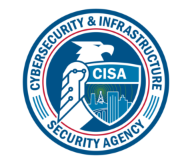 CYBERSECURITY & INFRASTRUCTURE
CISA
SECURITY AGENCY